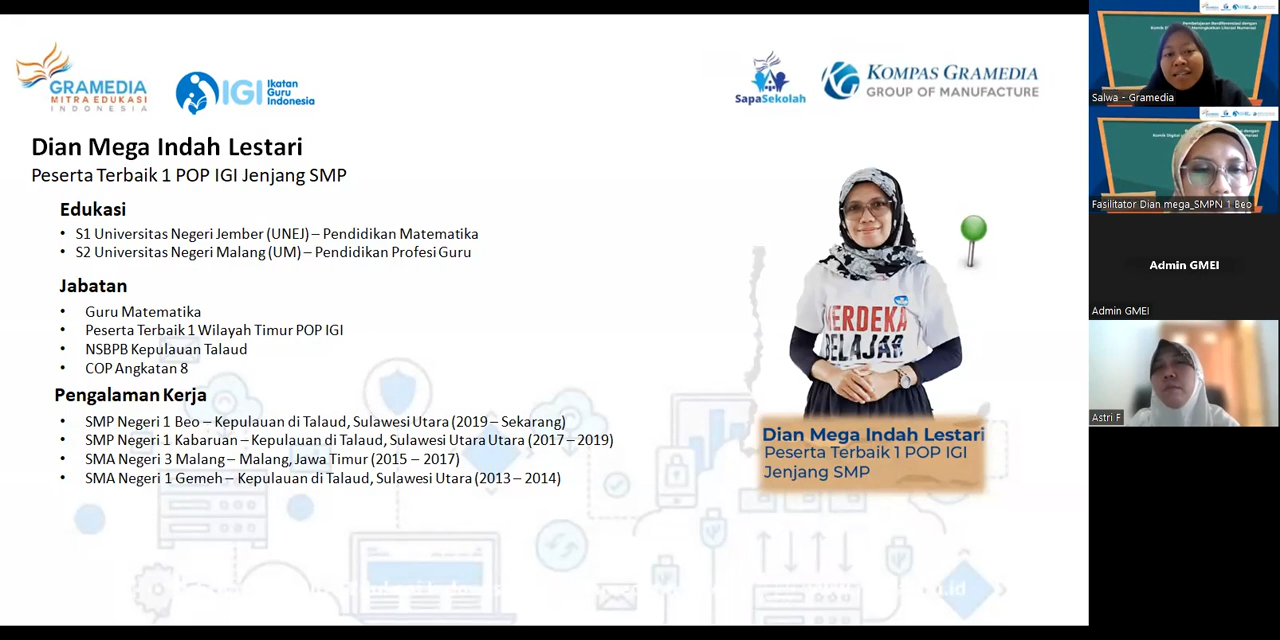 GRAMEDIA
MITRA EDUKASI
INDONESIA
IGI
Ikatan
Guru
Indonesia
SapaSekolah
KOMPAS GRAMEDIA
GROUP OF MANUFACTURE
Dian Mega Indah Lestari
Peserta Terbaik 1 POP IGI Jenjang SMP
Edukasi
• S1 Universitas Negeri Jember (UNEJ) – Pendidikan Matematika
• S2 Universitas Negeri Malang (UM) – Pendidikan Profesi Guru
Jabatan
• Guru Matematika
• Peserta Terbaik 1 Wilayah Timur POP IGI
• NSBPB Kepulauan Talaud
• COP Angkatan 8
Pengalaman Kerja
• SMP Negeri 1 Beo – Kepulauan di Talaud, Sulawesi Utara (2019 – Sekarang)
• SMP Negeri 1 Kabaruan – Kepulauan di Talaud, Sulawesi Utara Utara (2017 – 2019)
• SMA Negeri 3 Malang – Malang, Jawa Timur (2015 – 2017)
• SMA Negeri 1 Gemeh – Kepulauan di Talaud, Sulawesi Utara (2013 – 2014)
MERDEKA
BELAJAR
Dian Mega Indah Lestari
Peserta Terbaik 1 POP IGI
Jenjang SMP
Pembelajaran Berdiferensiasi dengan
Salwa - Gramedia
Fasilitator Dian mega_SMPN 1 Beo
Admin GMEI
Admin GMEI
Astri F